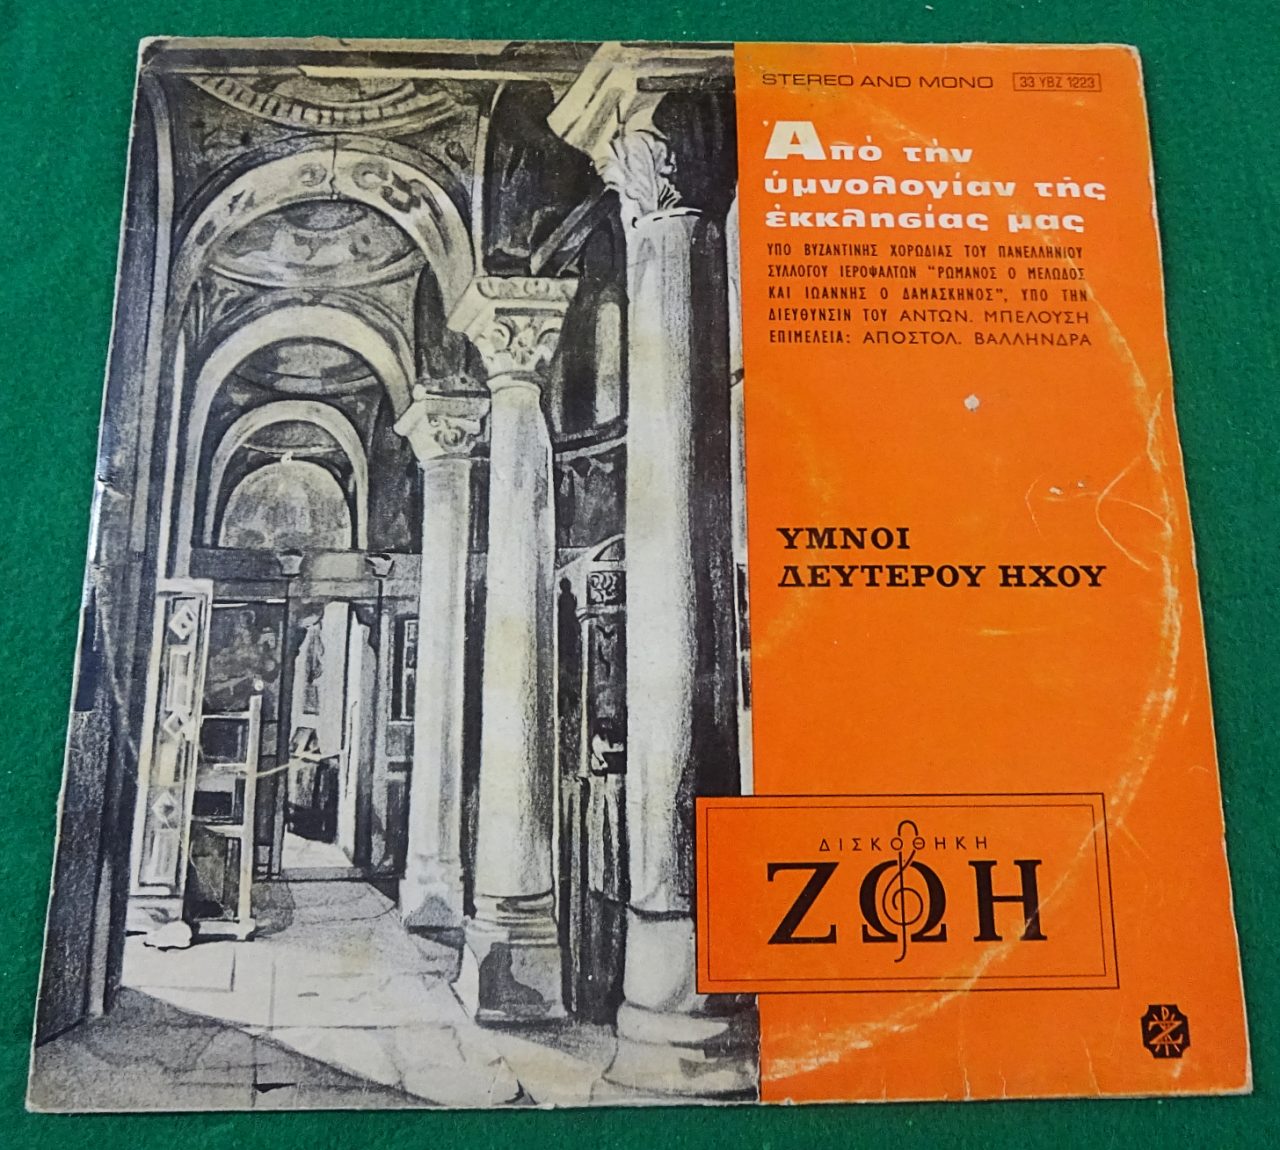 STEREO AND MONO 33 YBZ 1223
Ἀπὸ τὴν
ὑμνολογίαν τῆς
ἐκκλησίας μας
ΥΠΟ ΒΥΖΑΝΤΙΝΗΣ ΧΟΡΩΔΙΑΣ ΤΟΥ ΠΑΝΕΛΛΗΝΙΟΥ
ΣΥΛΛΟΓΟΥ ΙΕΡΟΨΑΛΤΩΝ "ΡΩΜΑΝΟΣ Ο ΜΕΛΩΔΟΣ
ΚΑΙ ΙΩΑΝΝΗΣ Ο ΔΑΜΑΣΚΗΝΟΣ", ΥΠΟ ΤΗΝ
ΔΙΕΥΘΥΝΣΙΝ ΤΟΥ ΑΝΤΩΝ. ΜΠΕΛΟΥΣΗ
ΕΠΙΜΕΛΕΙΑ: ΑΠΟΣΤΟΛ. ΒΑΛΛΗΝΔΡΑ
ΥΜΝΟΙ
ΔΕΥΤΕΡΟΥ ΗΧΟΥ
ΔΙΣΚΟΘΗΚΗ
ΖΩΗ